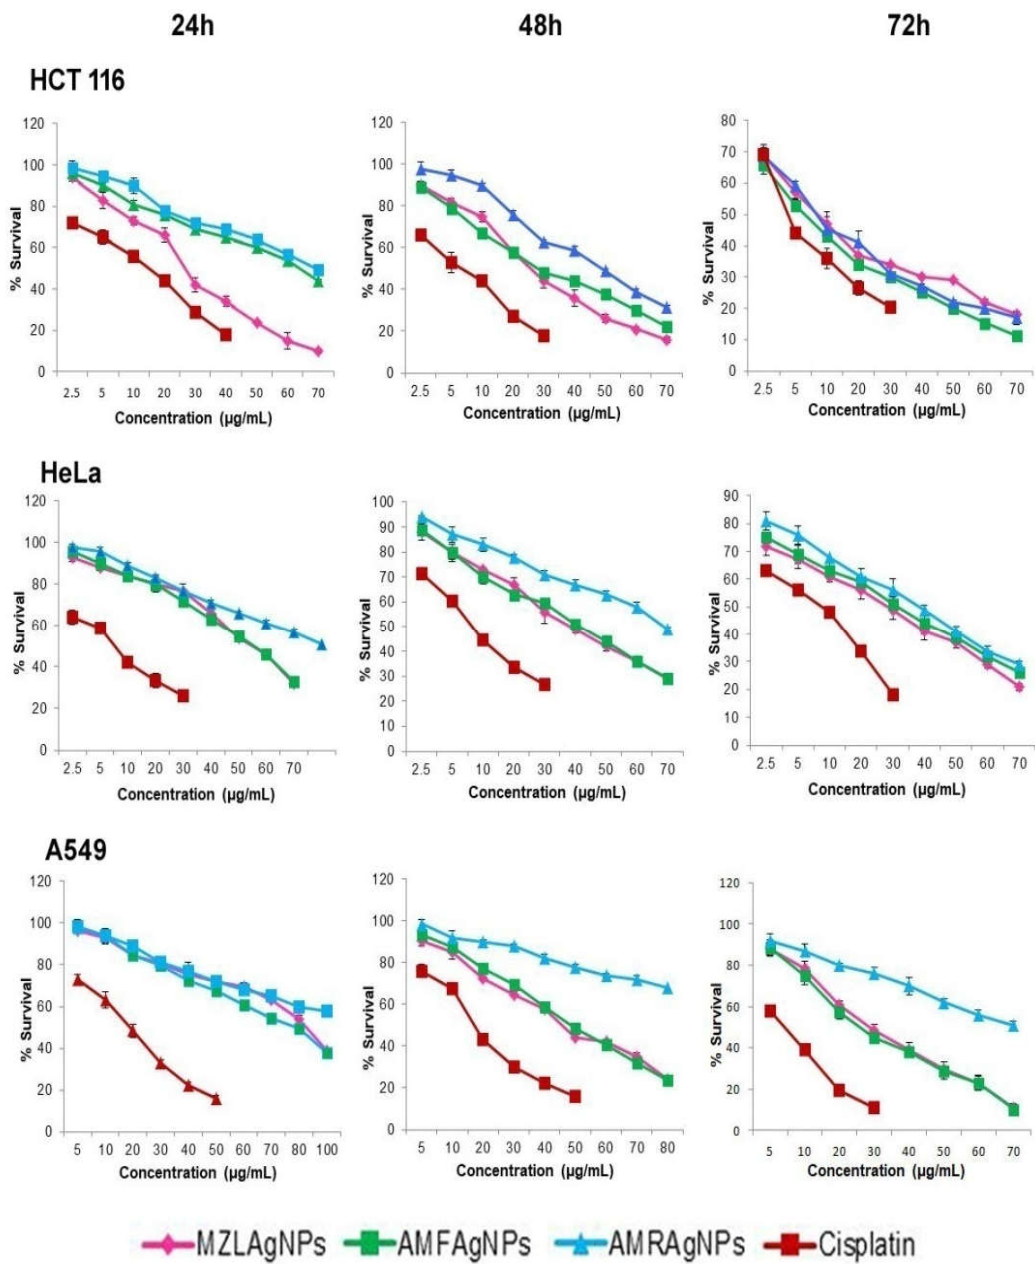 24h 48h 72h
HCT 116
120 100 80 60 40 20 0
% Survival
2.5 5 10 20 30 40 50 60 70
Concentration (µg/mL)
120 100 80 60 40 20 0
% Survival
2.5 5 10 20 30 40 50 60 70
Concentration (µg/mL)
80 70 60 50 40 30 20 10 0
% Survival
2.5 5 10 20 30 40 50 60 70
Concentration (µg/mL)
HeLa
120 100 80 60 40 20 0
% Survival
2.5 5 10 20 30 40 50 60 70
Concentration (µg/mL)
100 90 80 70 60 50 40 30 20 10 0
% Survival
2.5 5 10 20 30 40 50 60 70
Concentration (µg/mL)
90 80 70 60 50 40 30 20 10 0
% Survival
2.5 5 10 20 30 40 50 60 70
Concentration (µg/mL)
A549
120 100 80 60 40 20 0
% Survival
5 10 20 30 40 50 60 70 80 100
Concentration (µg/mL)
120 100 80 60 40 20 0
% Survival
5 10 20 30 40 50 60 70 80
Concentration (µg/mL)
120 100 80 60 40 20 0
% Survival
5 10 20 30 40 50 60 70
Concentration (µg/mL)
MZLAgNPs AMFAgNPs AMRAgNPs Cisplatin